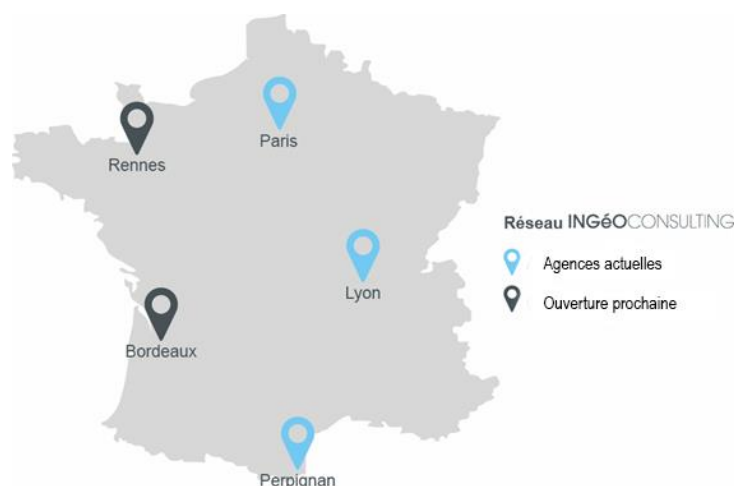 Paris
Rennes
Réseau INGéOCONSULTING
Agences actuelles
Lyon
Ouverture prochaine
Bordeaux
Perpignan